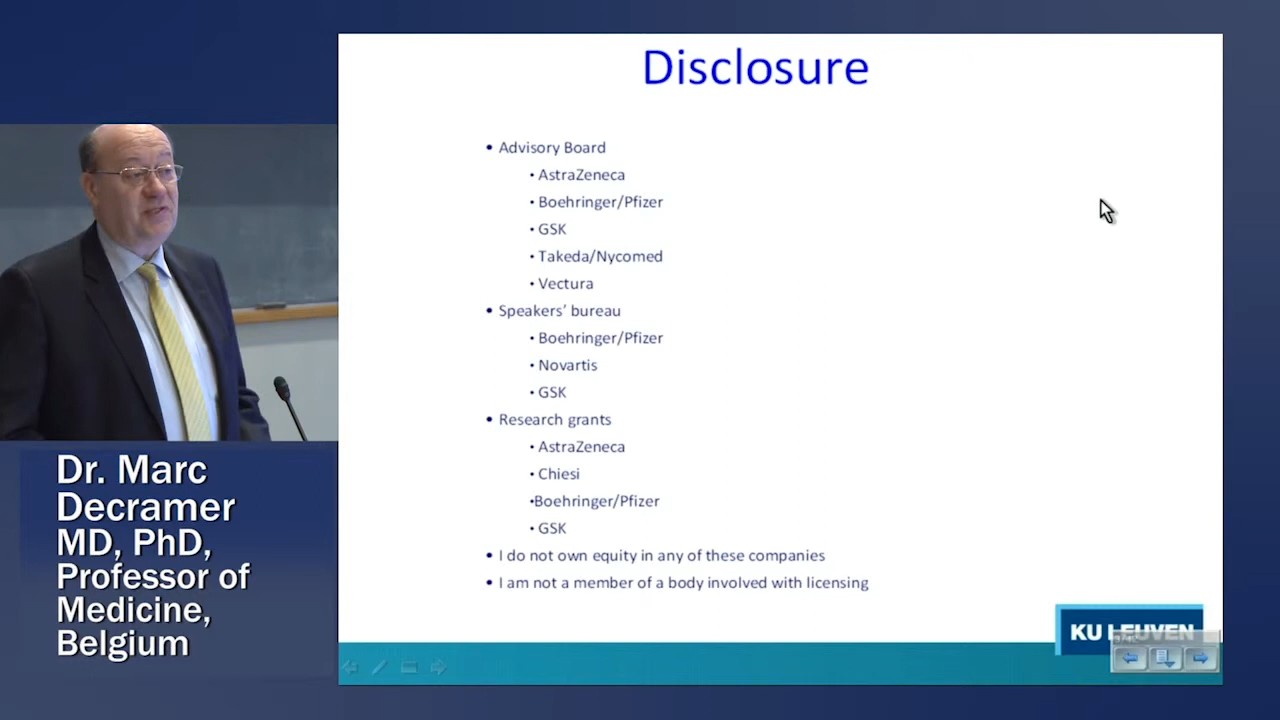 Disclosure
• Advisory Board
• AstraZeneca
• Boehringer/Pfizer
• GSK
• Takeda/Nycomed
• Vectura
• Speakers’ bureau
• Boehringer/Pfizer
• Novartis
• GSK
• Research grants
• AstraZeneca
• Chiesi
•Boehringer/Pfizer
• GSK
• I do not own equity in any of these companies
• I am not a member of a body involved with licensing
KU LEUVEN
Dr. Marc
Decramer
MD, PhD,
Professor of
Medicine,
Belgium